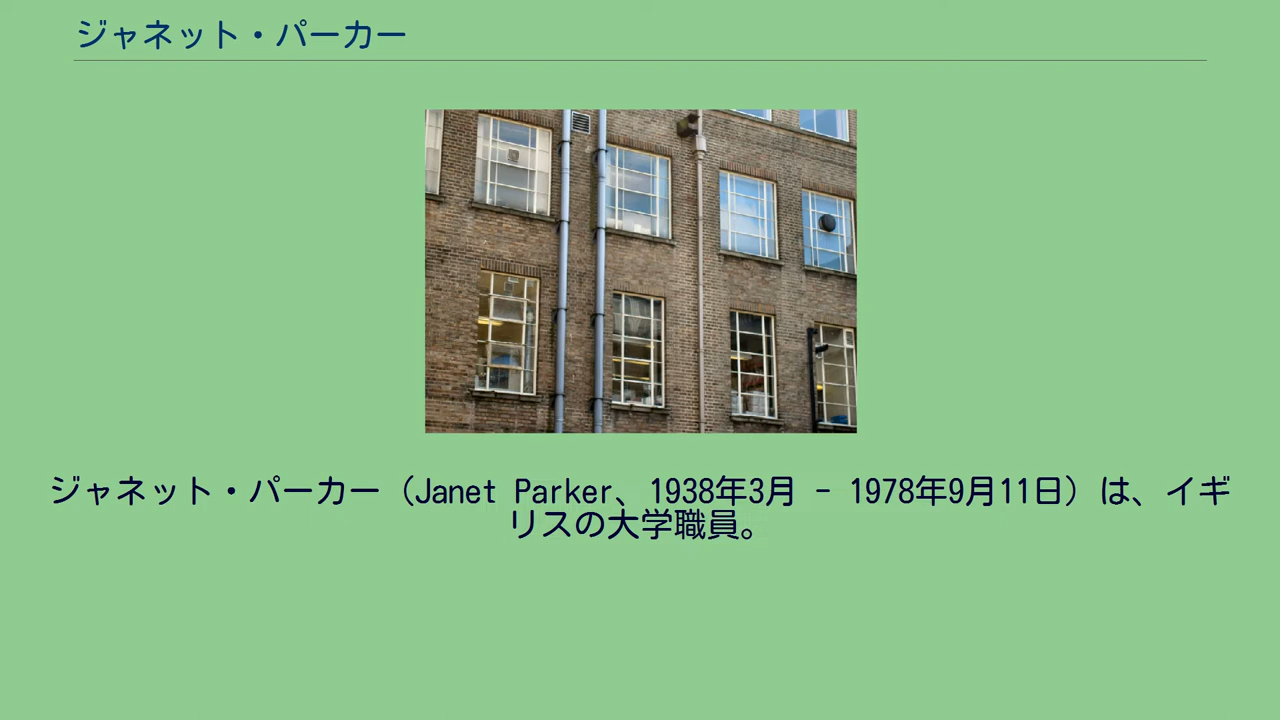 ジャネット・パーカー
ジャネット・パーカー（Janet Parker、1938年3月 - 1978年9月11日）は、イギ
リスの大学職員。